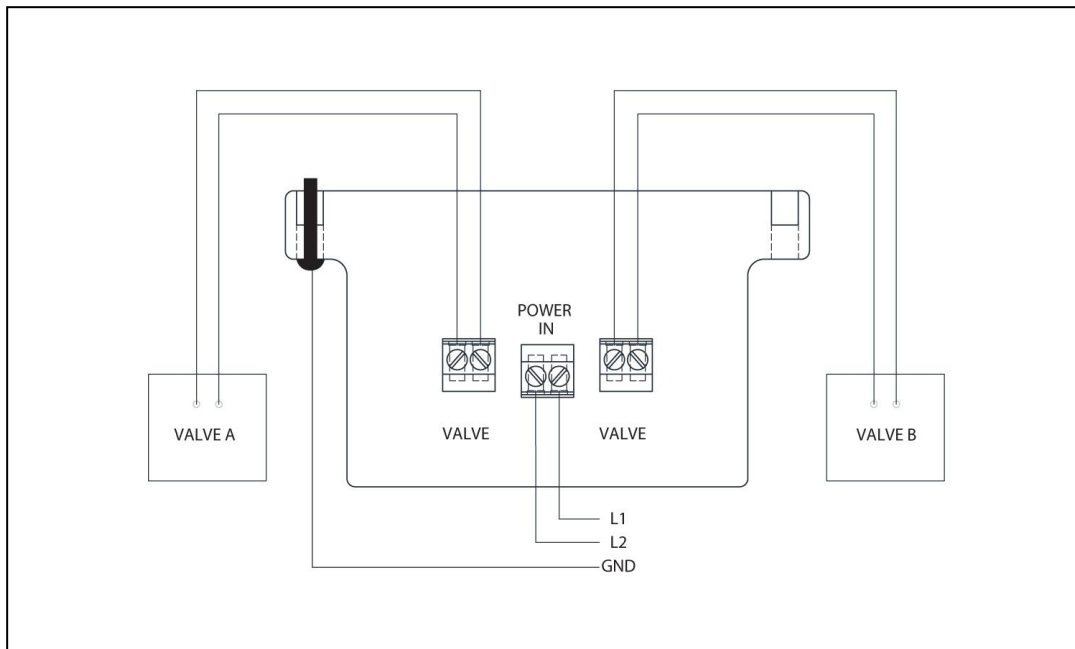 POWER
IN
VALVE
VALVE
VALVE A
VALVE B
L1
L2
GND